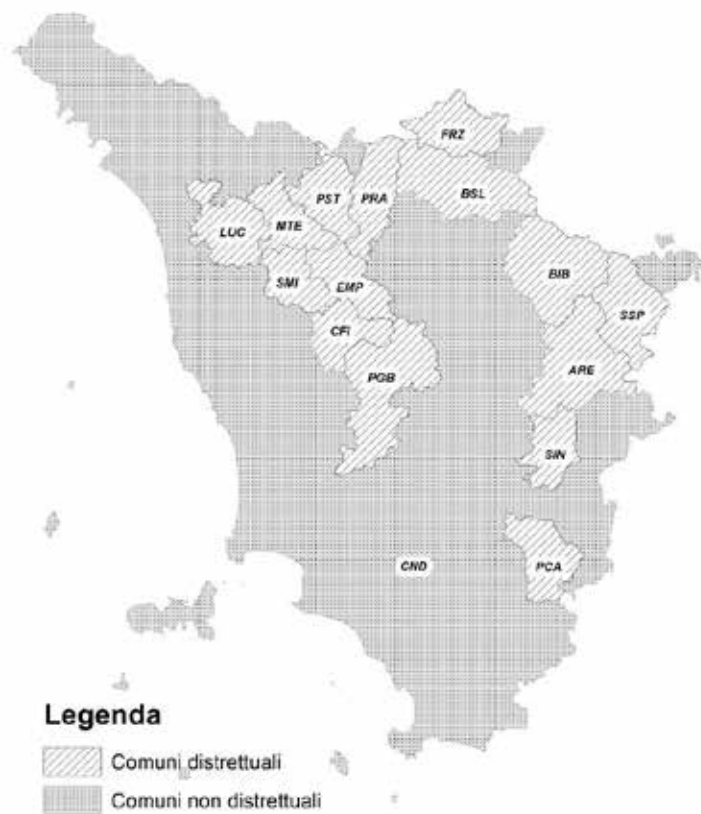 FRZ
BSL
PST
PRA
LUC
MTE
BIB
SMI
EMP
SSP
CFI
PGB
ARE
SIN
CND
PCA
Legenda
Comuni distrettuali
Comuni non distrettuali